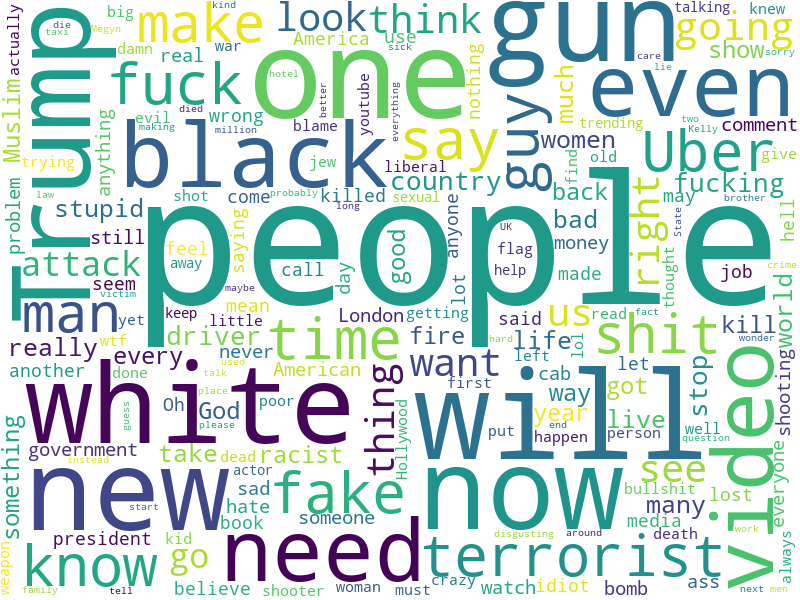 people
Trump
one
gun
black
white
will
new
now
need
even
fuck
make
look
think
going
say
guy
Uber
video
shit
man
time
attack
know
fake
terrorist
thing
want
right
us
big
kind
die
taxi
Megyn
talking
knew
actually
damn
war
America
use
sick
show
care
sorry
lie
real
hotel
nothing
evil
wrong
died
youtube
better
everything
much
trending
two
Kelly
comment
making
million
blame
women
Muslim
anything
trying
jew
liberal
find
old
give
law
shot
come
killed
country
fucking
problem
stupid
probably
sexual
back
may
State
brother
hell
long
anyone
still
feel
saying
good
UK
flag
bad
money
thought
away
call
day
help
job
crime
seem
victim
maybe
lot
made
world
yet
keep
mean
little
London
getting
said
read
fact
kill
wonder
driver
fire
life
hard
really
wtf
every
never
American
left
lol
stop
shooting
another
done
used
first
cab
let
talk
way
got
Oh
God
place
poor
year
live
well
guess
please
Hollywood
put
end
happen
person
question
something
government
take
dead
racist
see
everyone
instead
actor
bullshit
lost
sad
someone
many
media
start
hate
book
death
work
president
kid
disgusting
around
always
go
weapon
believe
shooter
woman
must
crazy
watch
idiot
bomb
ass
family
tell
next
men